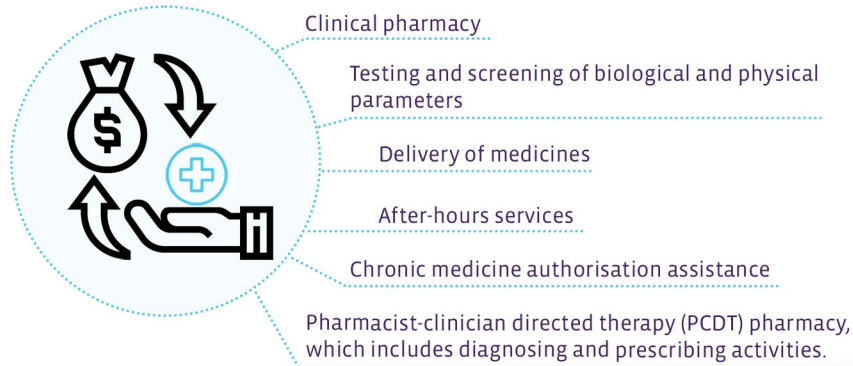 Clinical pharmacy
Testing and screening of biological and physical
parameters
$
Delivery of medicines
After-hours services
Chronic medicine authorisation assistance
Pharmacist-clinician directed therapy (PCDT) pharmacy,
which includes diagnosing and prescribing activities.